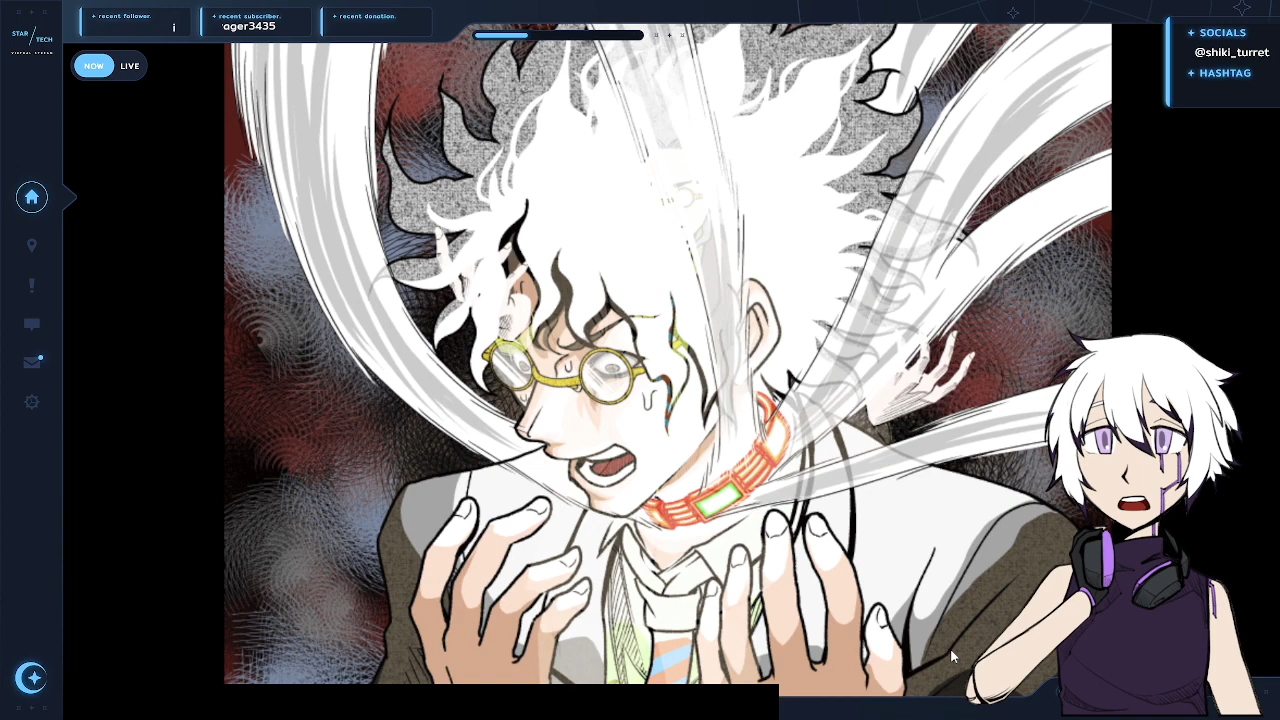 + recent follower.
i
+ recent subscriber.
ager3435
+ recent donation.
STAR
TECH
NOW
LIVE
+ SOCIALS
@shiki_turret
+ HASHTAG